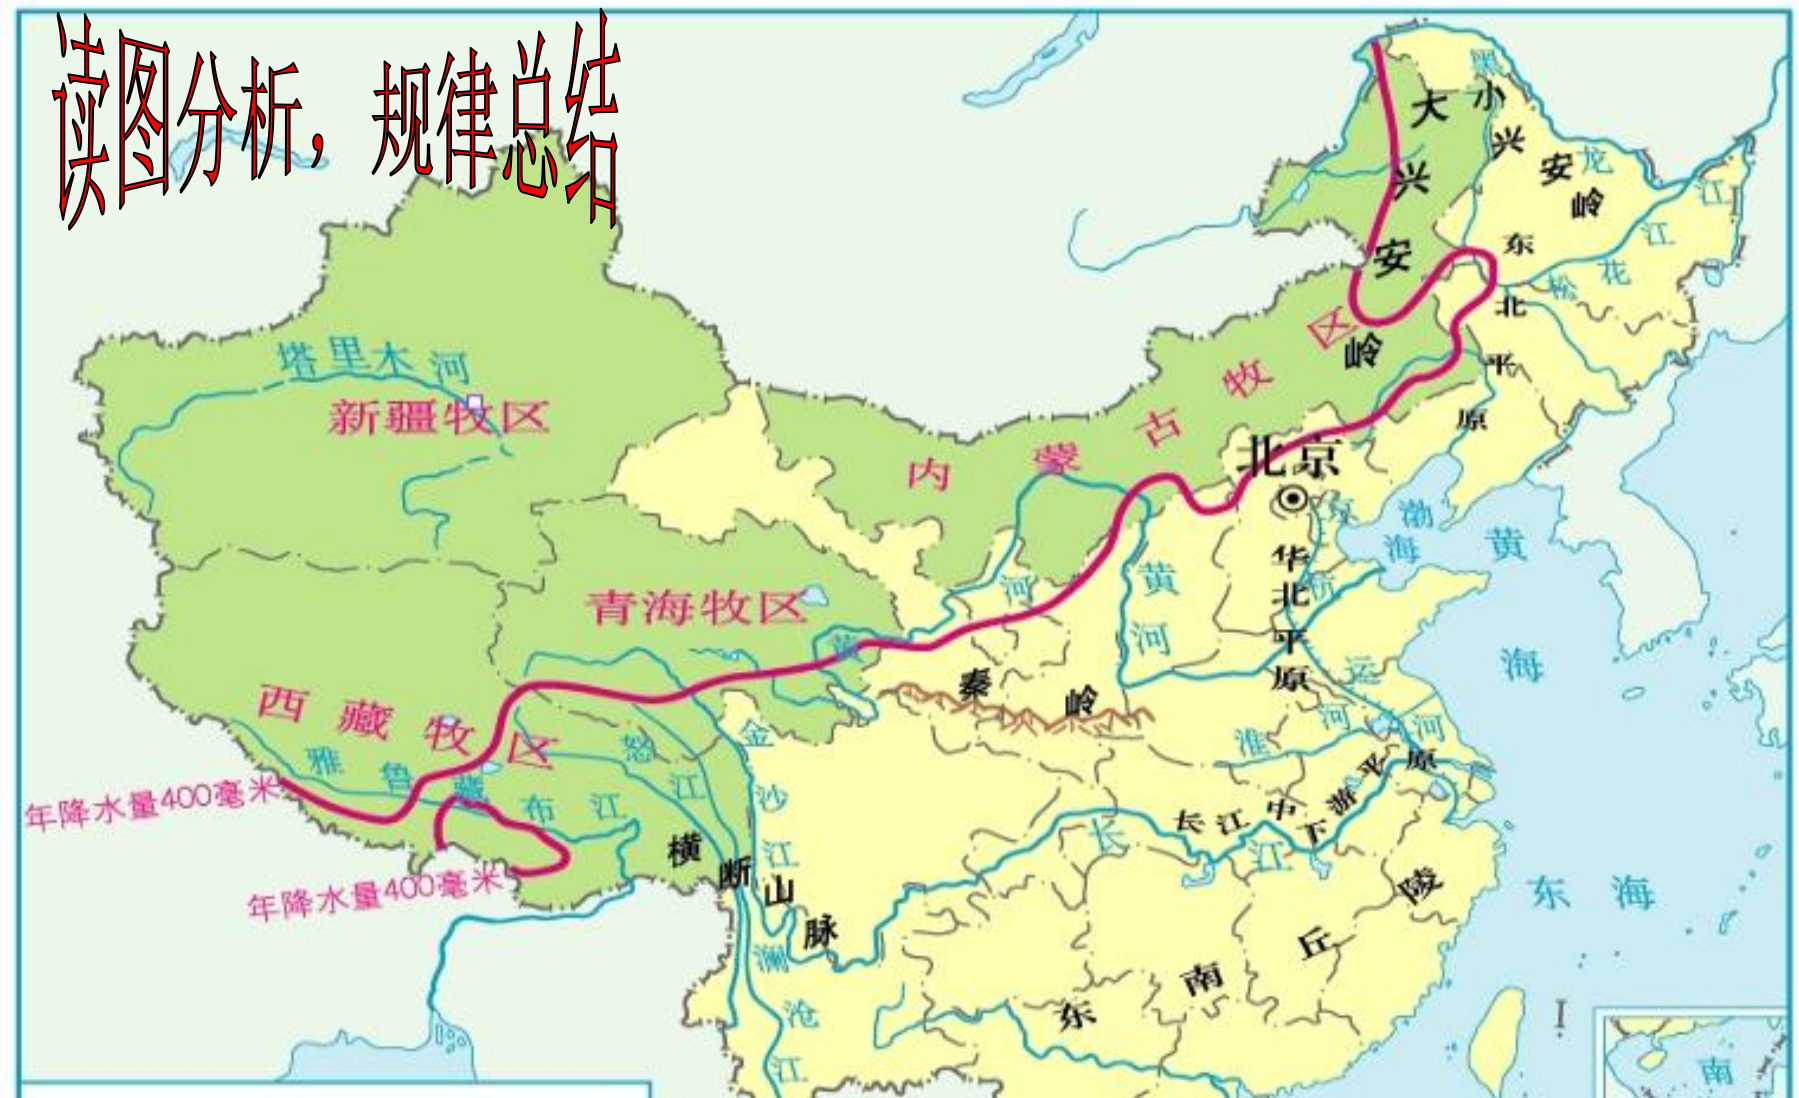 读图分析，规律总结
黑龙江
大兴安岭
小兴安岭
松花江
东北平原
塔里木河
新疆牧区
内蒙古牧区
北京
京杭运河
渤海
黄海
华北平原
青海牧区
黄河
黄河
秦岭
西藏牧区
雅鲁藏布江
怒江
金沙江
淮河
长江中下游平原
长江
年降水量400毫米
年降水量400毫米
横断山脉
澜沧江
东南丘陵
东海
南